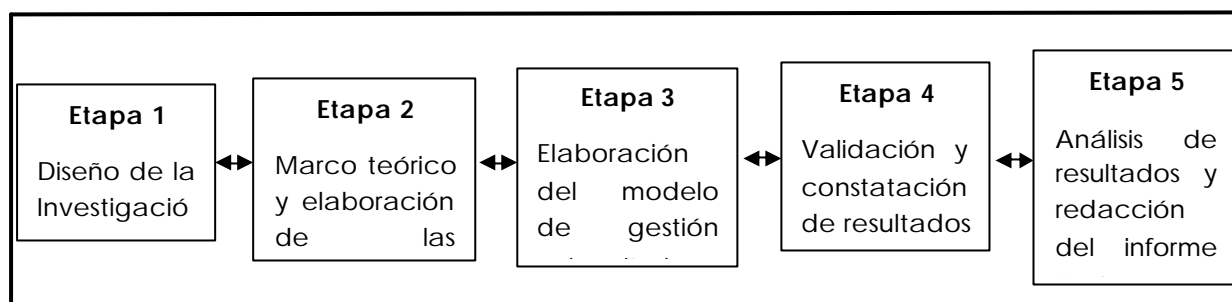 Etapa 1
Diseño de la
Investigació
Etapa 2
Marco teórico
y elaboración
de las
Etapa 3
Elaboración
del modelo
de gestión
Etapa 4
Validación y
constatación
de resultados
Etapa 5
Análisis de
resultados y
redacción
del informe